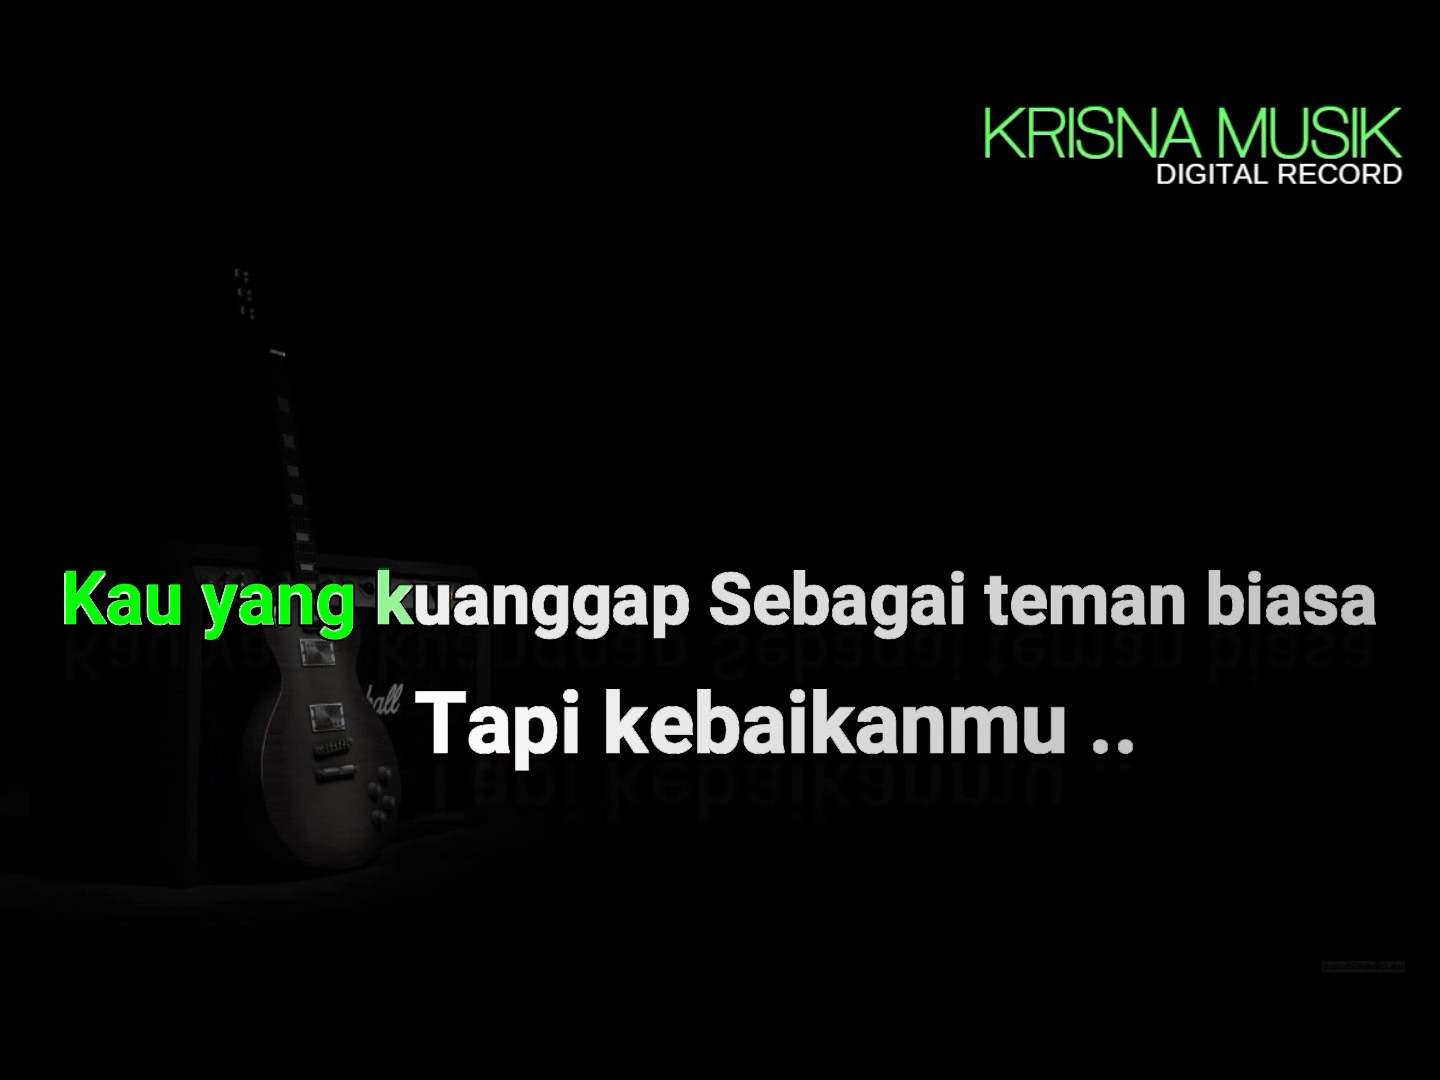 KRISNA MUSIK
DIGITAL RECORD
Kau yang kuanggap Sebagai teman biasa
Tapi kebaikanmu ..